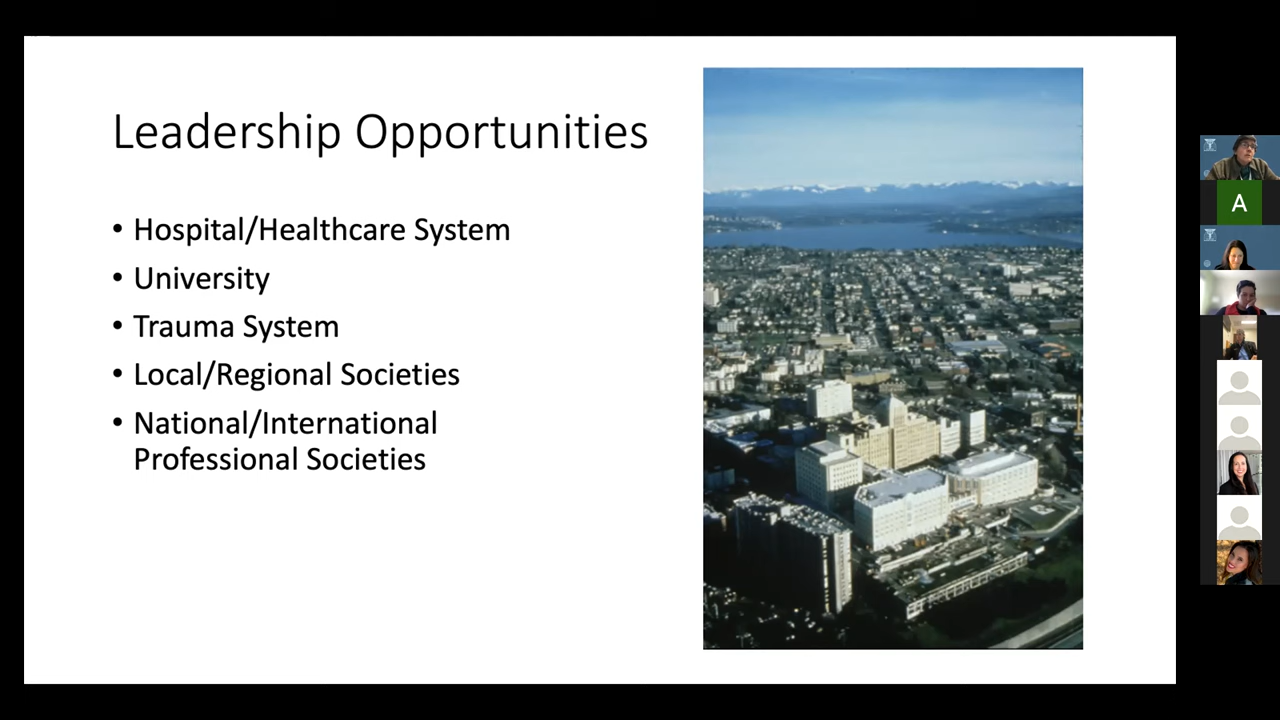 Leadership Opportunities
• Hospital/Healthcare System
• University
• Trauma System
• Local/Regional Societies
• National/International
Professional Societies
A